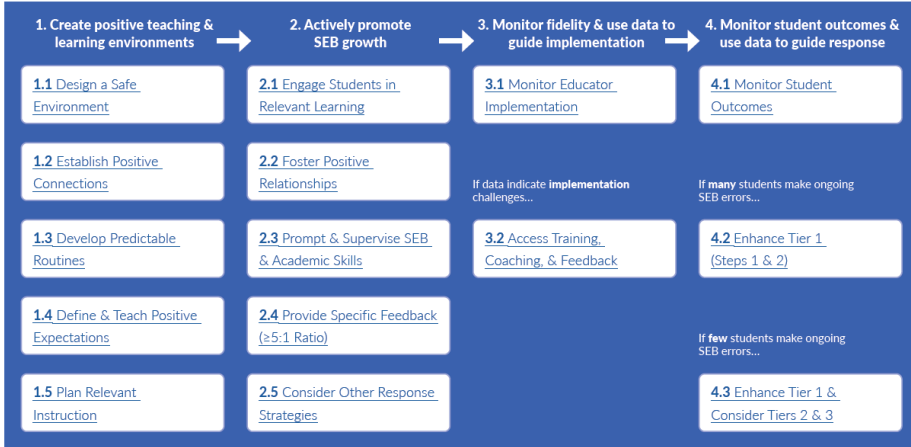 1. Create positive teaching &
learning environments
1.1 Design a Safe
Environment
1.2 Establish Positive
Connections
1.3 Develop Predictable
Routines
1.4 Define & Teach Positive
Expectations
1.5 Plan Relevant
Instruction
2. Actively promote
SEB growth
2.1 Engage Students in
Relevant Learning
2.2 Foster Positive
Relationships
2.3 Prompt & Supervise SEB
& Academic Skills
2.4 Provide Specific Feedback
(≥5:1 Ratio)
2.5 Consider Other Response
Strategies
3. Monitor fidelity & use data to
guide implementation
3.1 Monitor Educator
Implementation
If data indicate implementation
challenges...
3.2 Access Training,
Coaching, & Feedback
4. Monitor student outcomes &
use data to guide response
4.1 Monitor Student
Outcomes
If many students make ongoing
SEB errors...
4.2 Enhance Tier 1
(Steps 1 & 2)
If few students make ongoing
SEB errors...
4.3 Enhance Tier 1 &
Consider Tiers 2 & 3